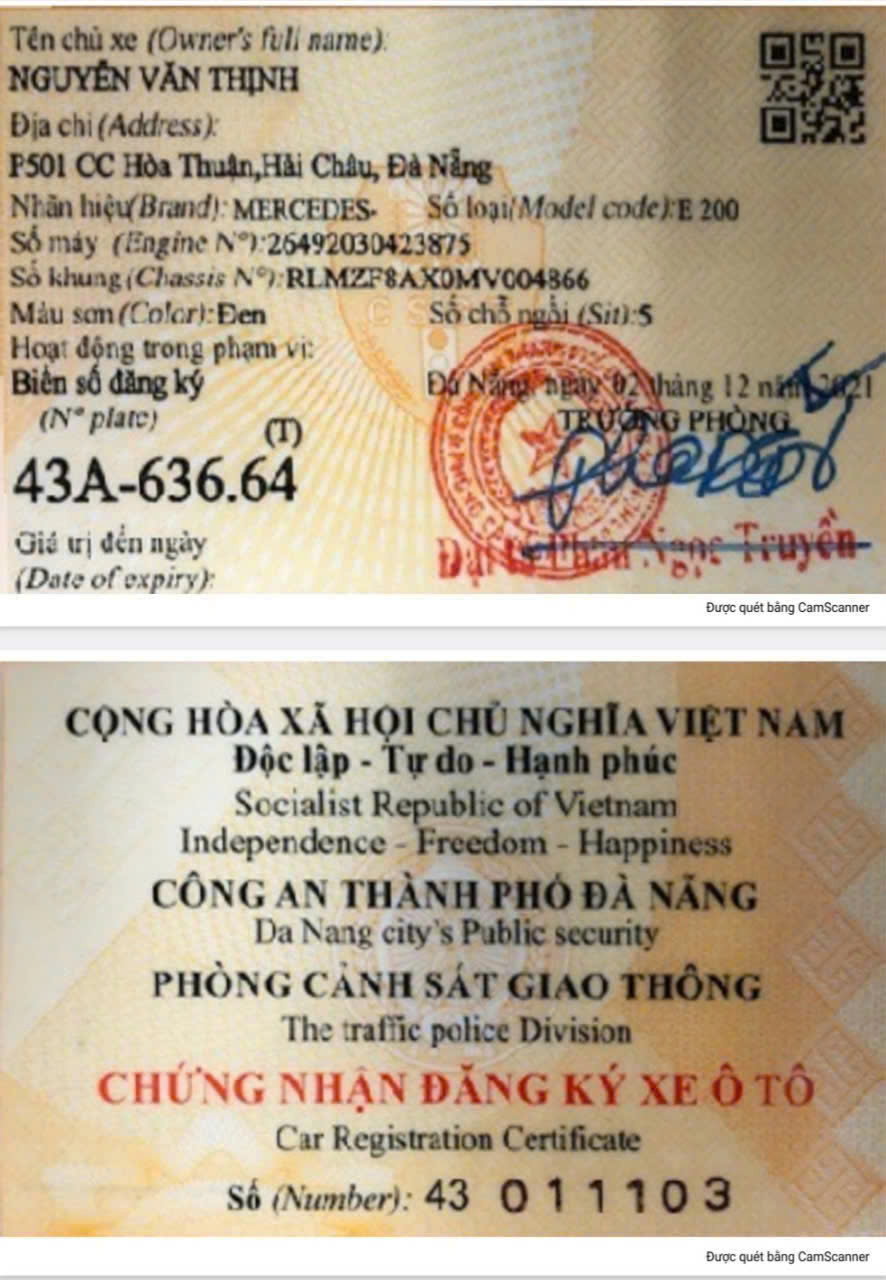 Tên chủ xe (Owner's full name):
NGUYỄN VĂN THỊNH
Địa chỉ (Address):
P501 CC Hòa Thuận,Hải Châu, Đà Nẵng
Nhãn hiệu(Brand): MERCEDES- Số loại(Model code):E 200
Số máy (Engine N°):26492030423875
Số khung(Chassis N°):RLMZF8AX0MV004866
Màu sơn(Color):Đen Số chỗ ngồi (Sit):5
Hoạt động trong phạm vi:
Biển số đăng ký Đà Nẵng, ngày 02 tháng 12 năm 2021
(N° plate) TRƯỞNG PHÒNG
(T)
43A-636.64
Giá trị đến ngày Đại tá Phan Ngọc Truyền
(Date of expiry):
Được quét bằng CamScanner
CỘNG HÒA XÃ HỘI CHỦ NGHĨA VIỆT NAM
Độc lập - Tự do - Hạnh phúc
Socialist Republic of Vietnam
Independence - Freedom - Happiness
CÔNG AN THÀNH PHỐ ĐÀ NẴNG
Da Nang city's Public security
PHÒNG CẢNH SÁT GIAO THÔNG
The traffic police Division
CHỨNG NHẬN ĐĂNG KÝ XE Ô TÔ
Car Registration Certificate
Số (Number): 43 011103
Được quét bằng CamScanner